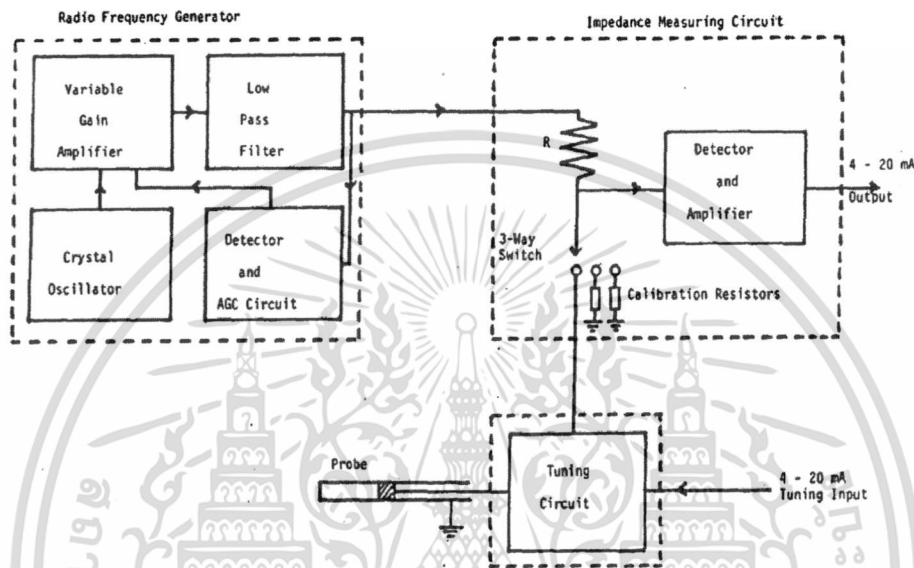 Radio Frequency Generator
Variable
Gain
Amplifier
Low
Pass
Filter
Crystal
Oscillator
Detector
and
AGC Circuit
Impedance Measuring Circuit
R
Detector
and
Amplifier
4 - 20 mA
Output
3-Way
Switch
Calibration Resistors
Probe
Tuning
Circuit
4 - 20 mA
Tuning Input